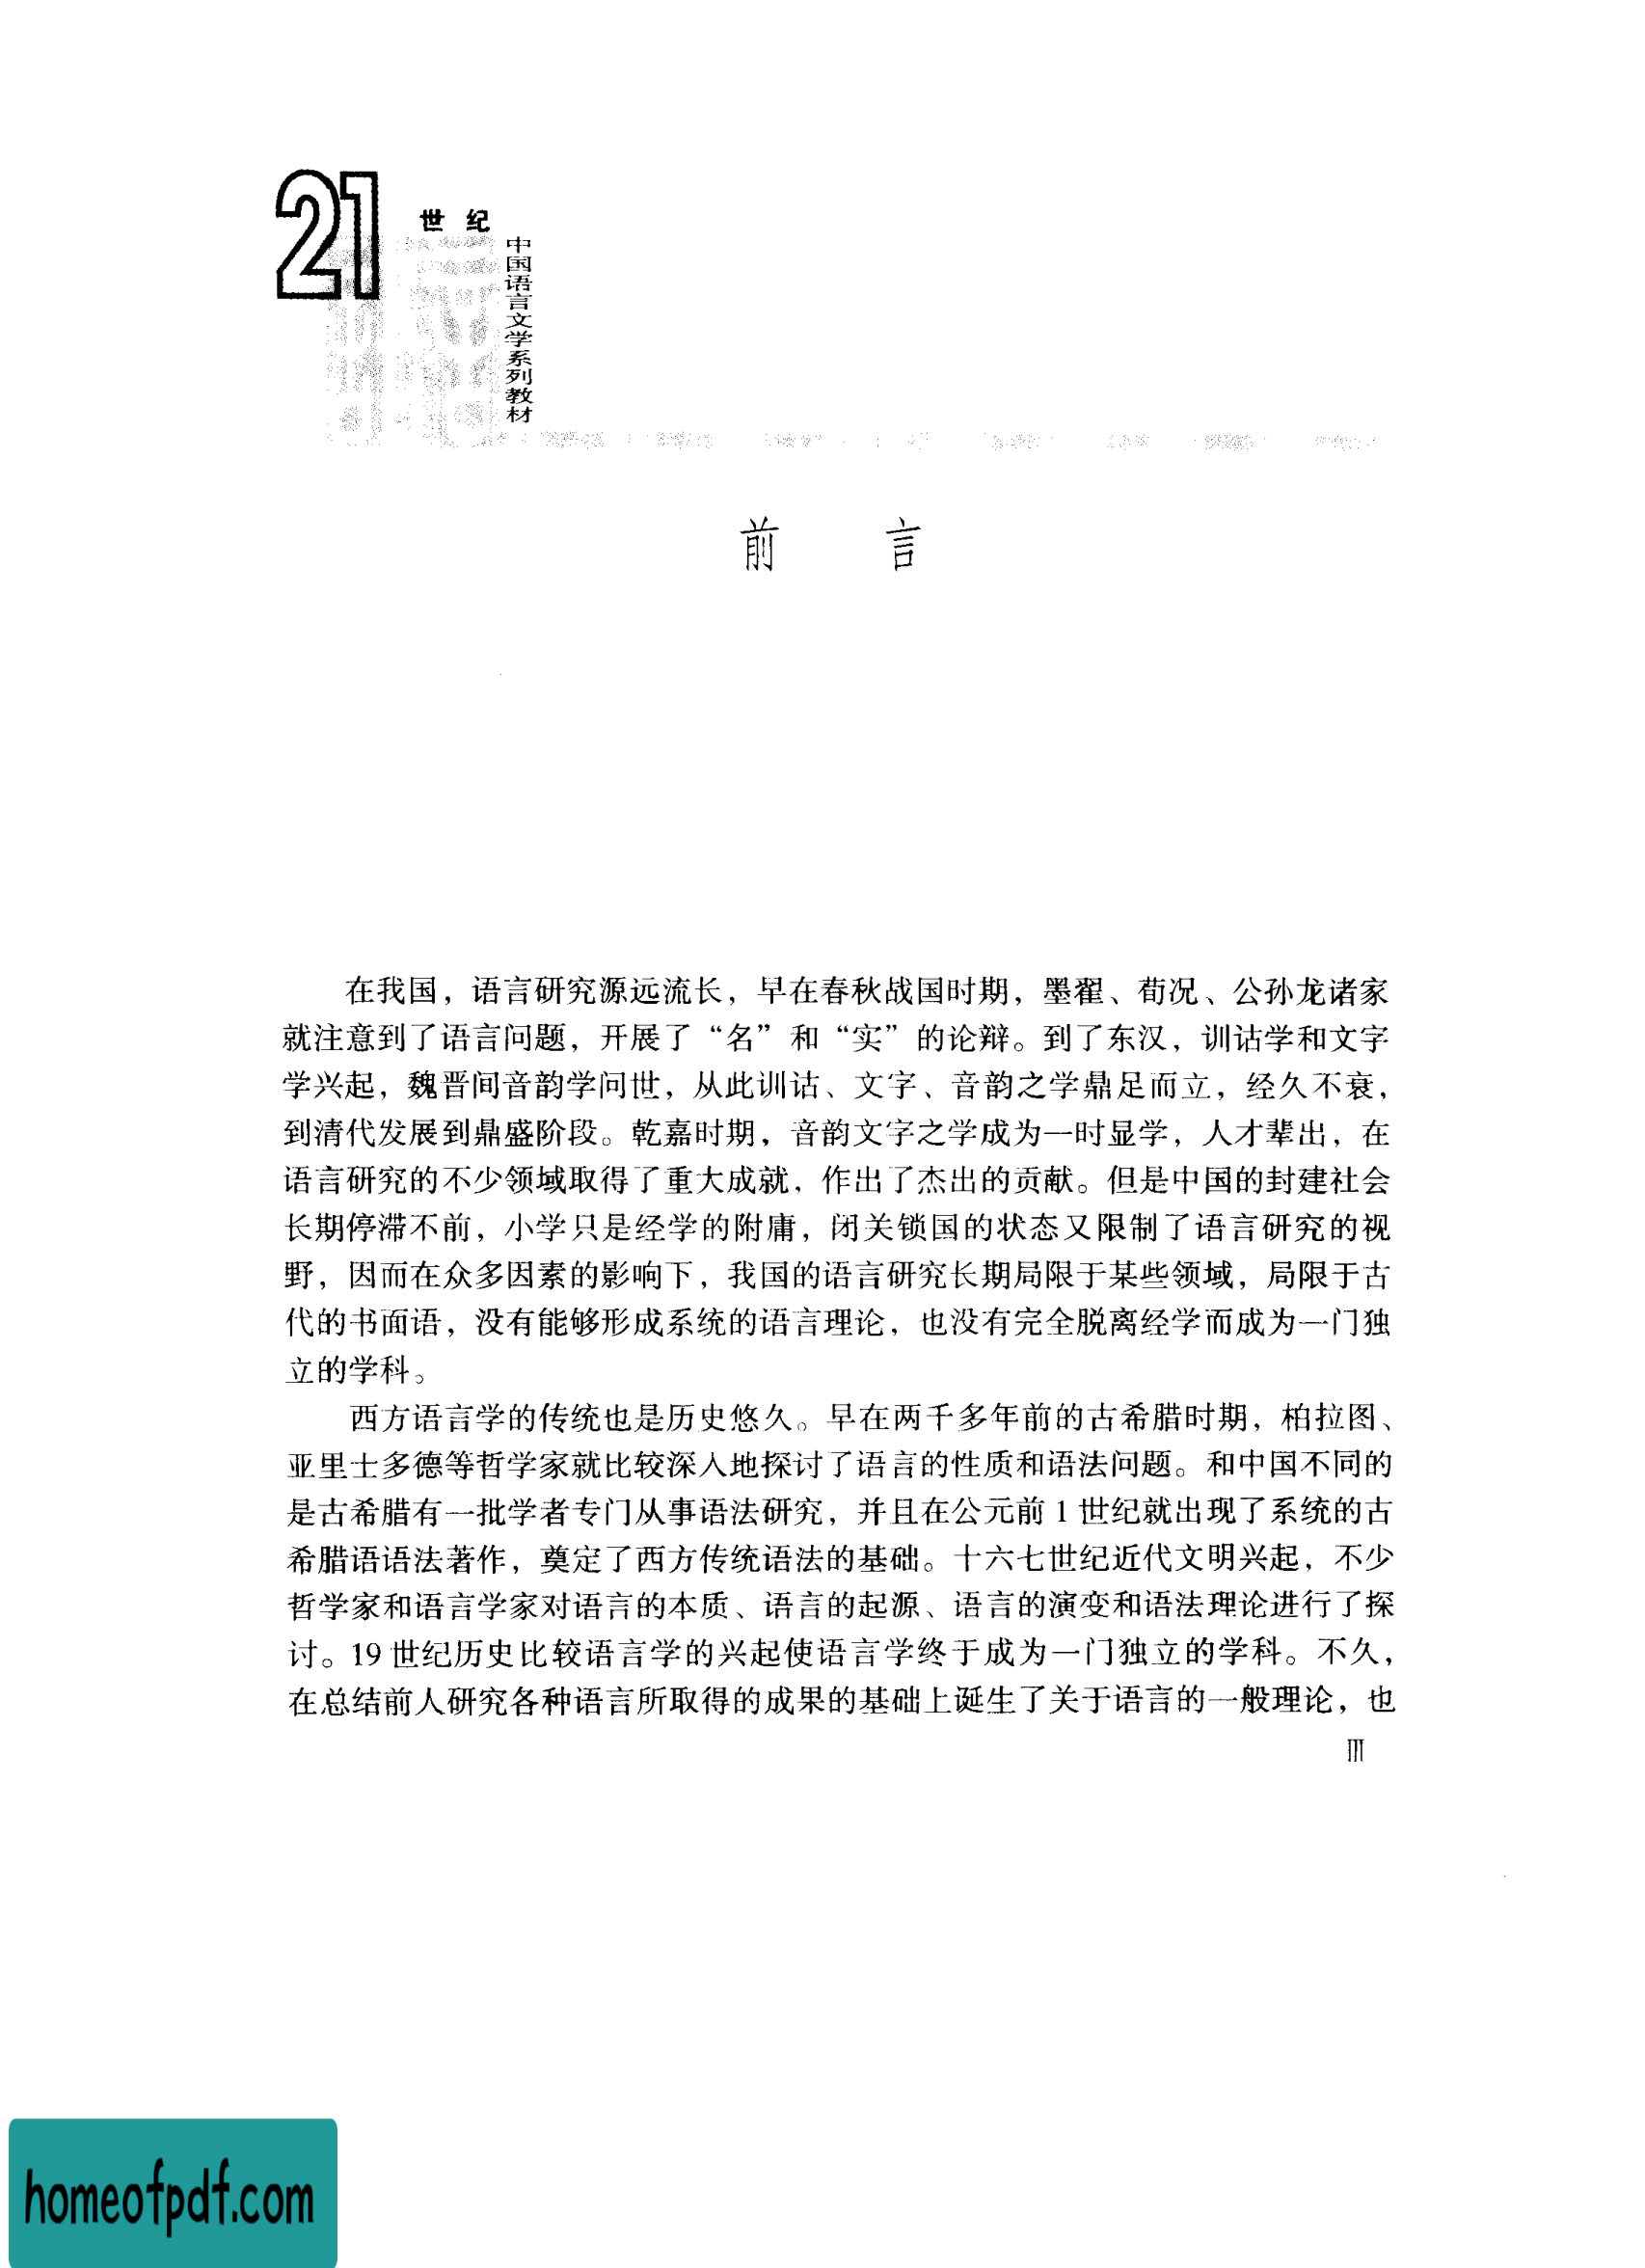 21
世纪
中国语言文学系列教材
前 言
在我国，语言研究源远流长，早在春秋战国时期，墨翟、荀况、公孙龙诸家
就注意到了语言问题，开展了“名”和“实”的论辩。到了东汉，训诂学和文字
学兴起，魏晋间音韵学问世，从此训诂、文字、音韵之学鼎足而立，经久不衰，
到清代发展到鼎盛阶段。乾嘉时期，音韵文字之学成为一时显学，人才辈出，在
语言研究的不少领域取得了重大成就，作出了杰出的贡献。但是中国的封建社会
长期停滞不前，小学只是经学的附庸，闭关锁国的状态又限制了语言研究的视
野，因而在众多因素的影响下，我国的语言研究长期局限于某些领域，局限于古
代的书面语，没有能够形成系统的语言理论，也没有完全脱离经学而成为一门独
立的学科。
西方语言学的传统也是历史悠久。早在两千多年前的古希腊时期，柏拉图、
亚里士多德等哲学家就比较深入地探讨了语言的性质和语法问题。和中国不同的
是古希腊有一批学者专门从事语法研究，并且在公元前1世纪就出现了系统的古
希腊语语法著作，奠定了西方传统语法的基础。十六七世纪近代文明兴起，不少
哲学家和语言学家对语言的本质、语言的起源、语言的演变和语法理论进行了探
讨。19世纪历史比较语言学的兴起使语言学终于成为一门独立的学科。不久，
在总结前人研究各种语言所取得的成果的基础上诞生了关于语言的一般理论，也
III
homeofpdf.com